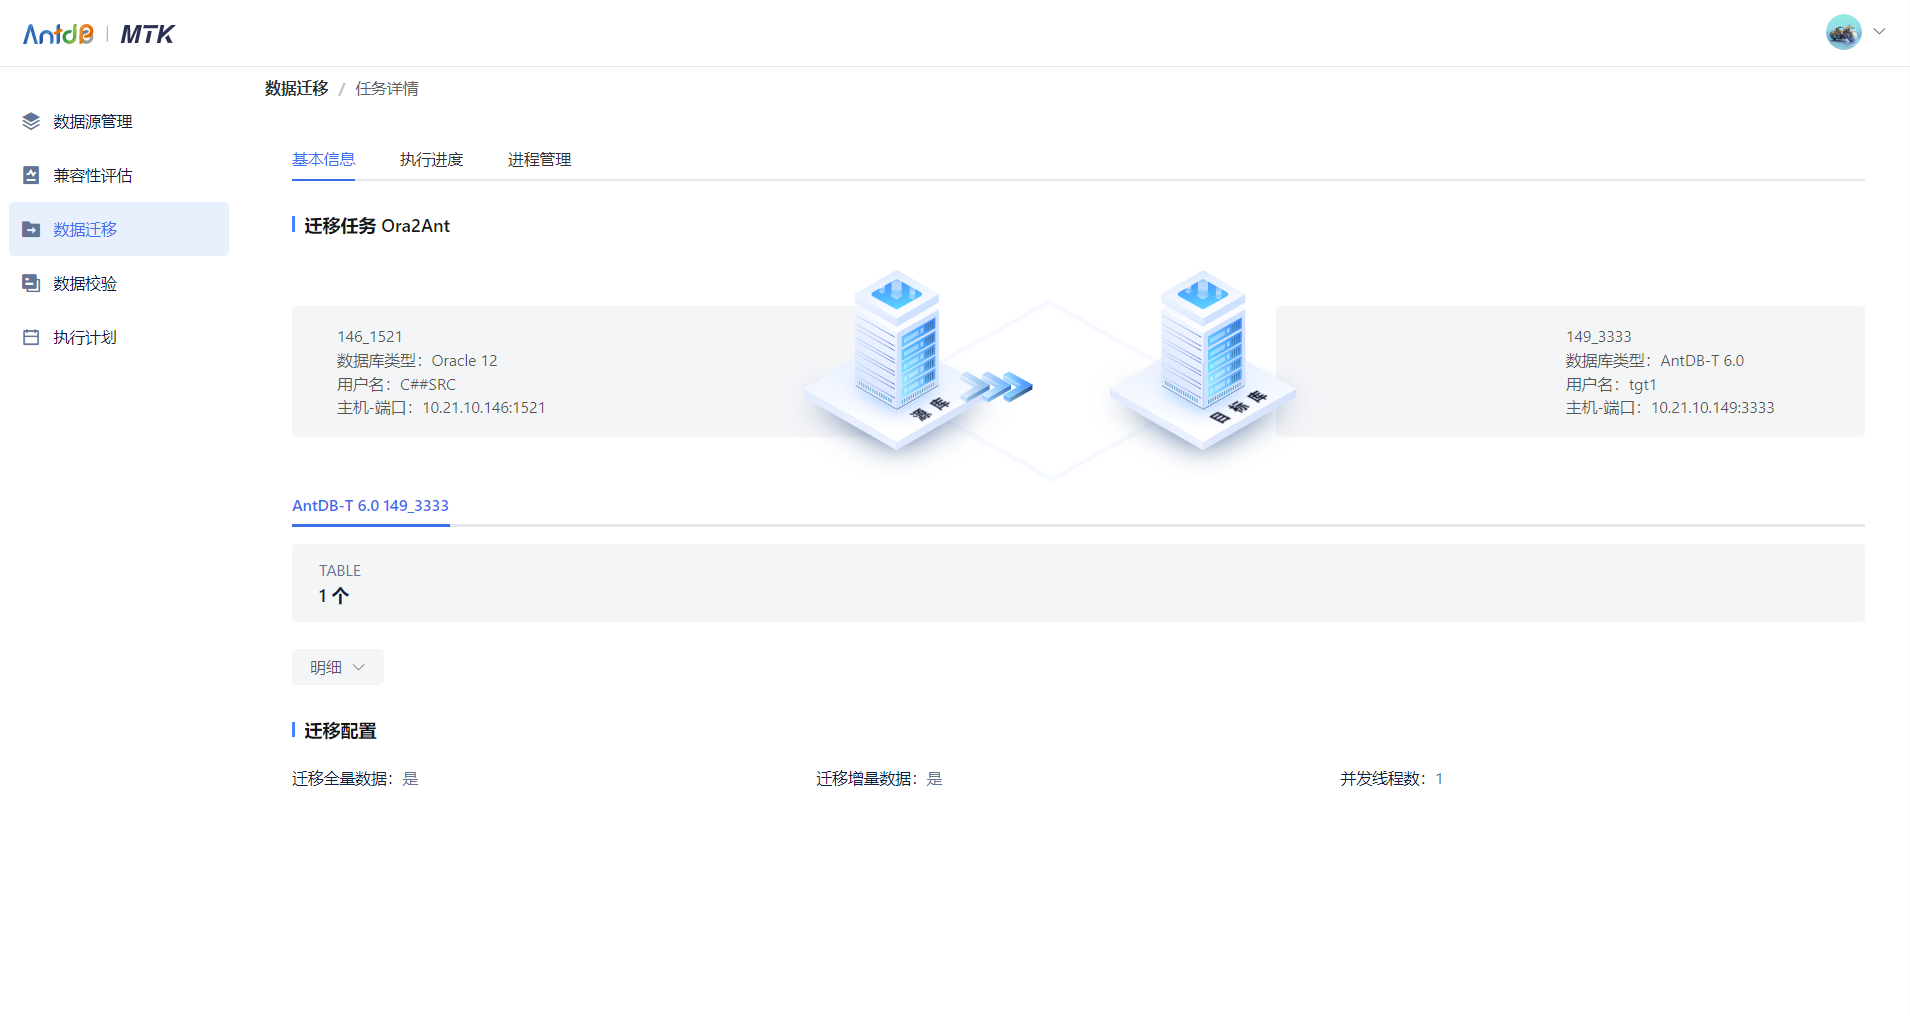 AntdB | MTK
数据源管理
兼容性评估
数据迁移
数据校验
执行计划
数据迁移 / 任务详情
基本信息 执行进度 进程管理
迁移任务 Ora2Ant
146_1521
数据库类型：Oracle 12
用户名：C##SRC
主机-端口：10.21.10.146:1521
源库
目标库
149_3333
数据库类型：AntDB-T 6.0
用户名：tgt1
主机-端口：10.21.10.149:3333
AntDB-T 6.0 149_3333
TABLE
1 个
明细
迁移配置
迁移全量数据：是 迁移增量数据：是 并发线程数：1